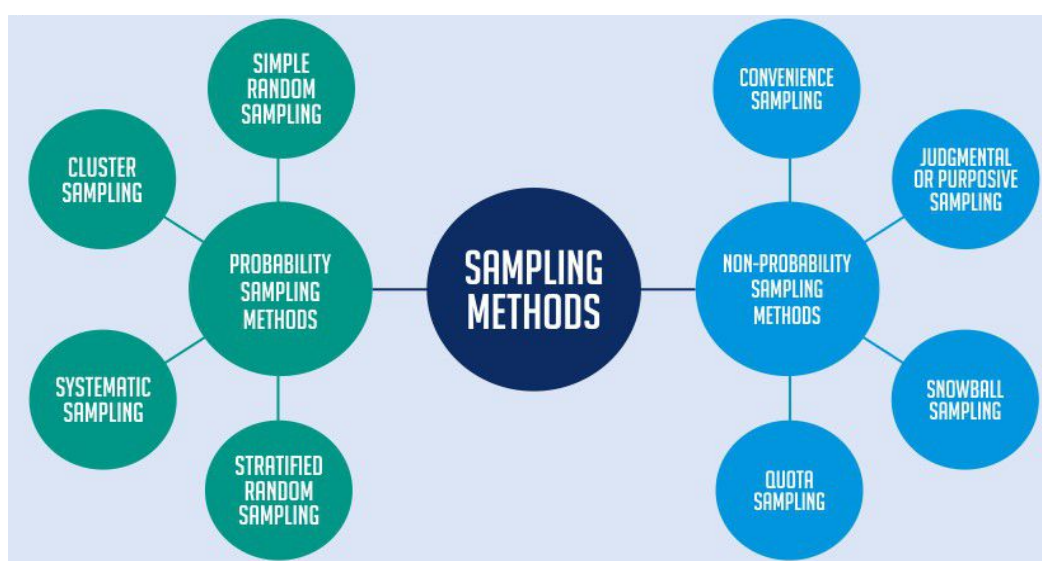 SIMPLE
RANDOM
SAMPLING
CLUSTER
SAMPLING
PROBABILITY
SAMPLING
METHODS
SYSTEMATIC
SAMPLING
STRATIFIED
RANDOM
SAMPLING
SAMPLING
METHODS
CONVENIENCE
SAMPLING
JUDGMENTAL
OR PURPOSIVE
SAMPLING
NON-PROBABILITY
SAMPLING
METHODS
SNOWBALL
SAMPLING
QUOTA
SAMPLING